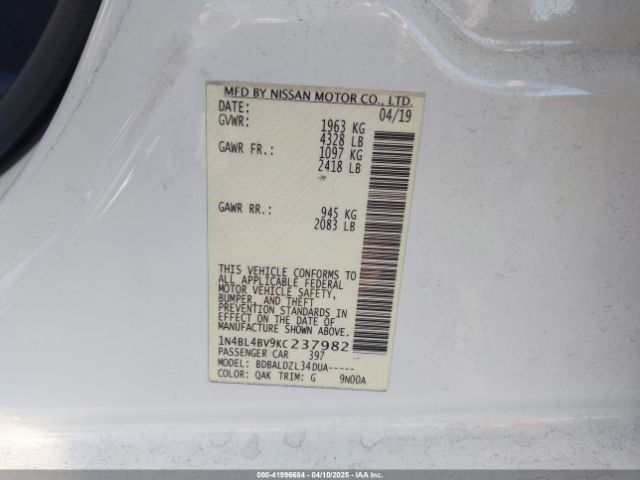 MFD BY NISSAN MOTOR CO., LTD.
DATE: 04/19
GVWR: 1963 KG
4328 LB
GAWR FR.: 1097 KG
2418 LB
GAWR RR.: 945 KG
2083 LB
THIS VEHICLE CONFORMS TO
ALL APPLICABLE FEDERAL
MOTOR VEHICLE SAFETY,
BUMPER, AND THEFT
PREVENTION STANDARDS IN
EFFECT ON THE DATE OF
MANUFACTURE SHOWN ABOVE.
1N4BL4BV9KC237982
PASSENGER CAR 397
MODEL: BDBALDZL34DUA-----
COLOR: QAK TRIM: G 9N00A
000-41996684 | 04/10/2025 | IAAI.COM